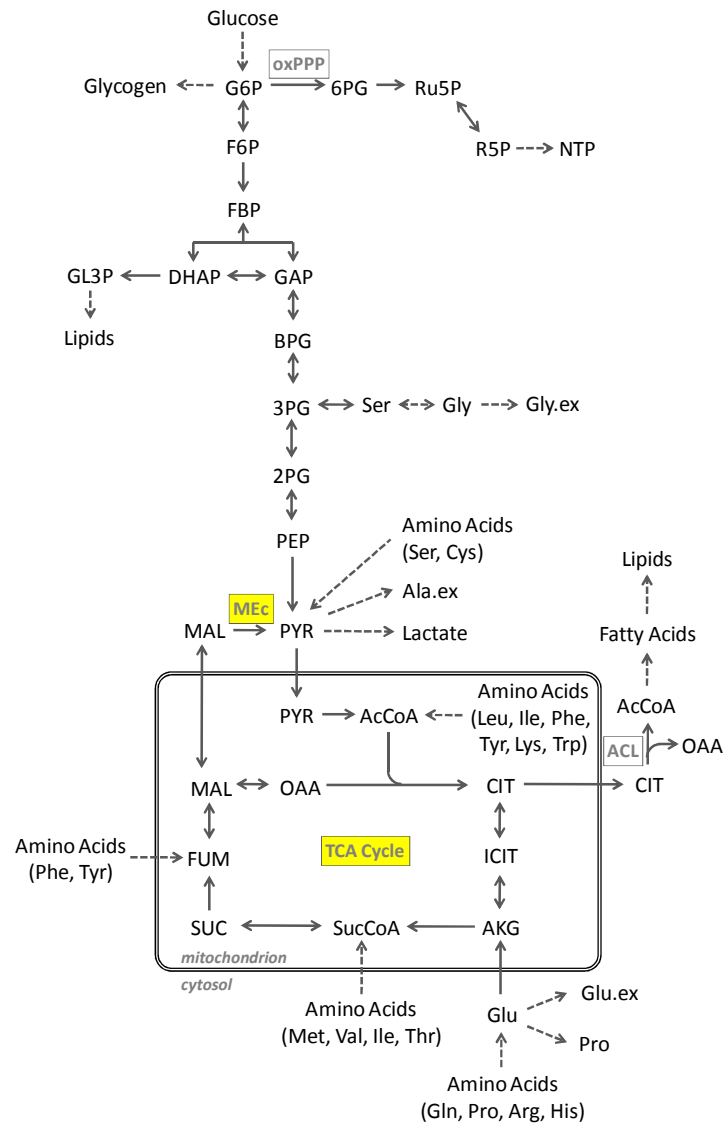 Glucose
oxPPP
Glycogen G6P 6PG Ru5P
F6P R5P NTP
FBP
GL3P DHAP GAP
Lipids BPG
3PG Ser Gly Gly.ex
2PG
PEP
Amino Acids
(Ser, Cys)
Lipids
Ala.ex
MEc
MAL PYR Lactate
Fatty Acids
PYR AcCoA
Amino Acids
(Leu, Ile, Phe,
Tyr, Lys, Trp)
AcCoA
ACL OAA
MAL OAA CIT CIT
Amino Acids
(Phe, Tyr)
FUM TCA Cycle ICIT
SUC SucCoA AKG
mitochondrion
cytosol
Amino Acids
(Met, Val, Ile, Thr)
Glu
Glu.ex
Pro
Amino Acids
(Gln, Pro, Arg, His)